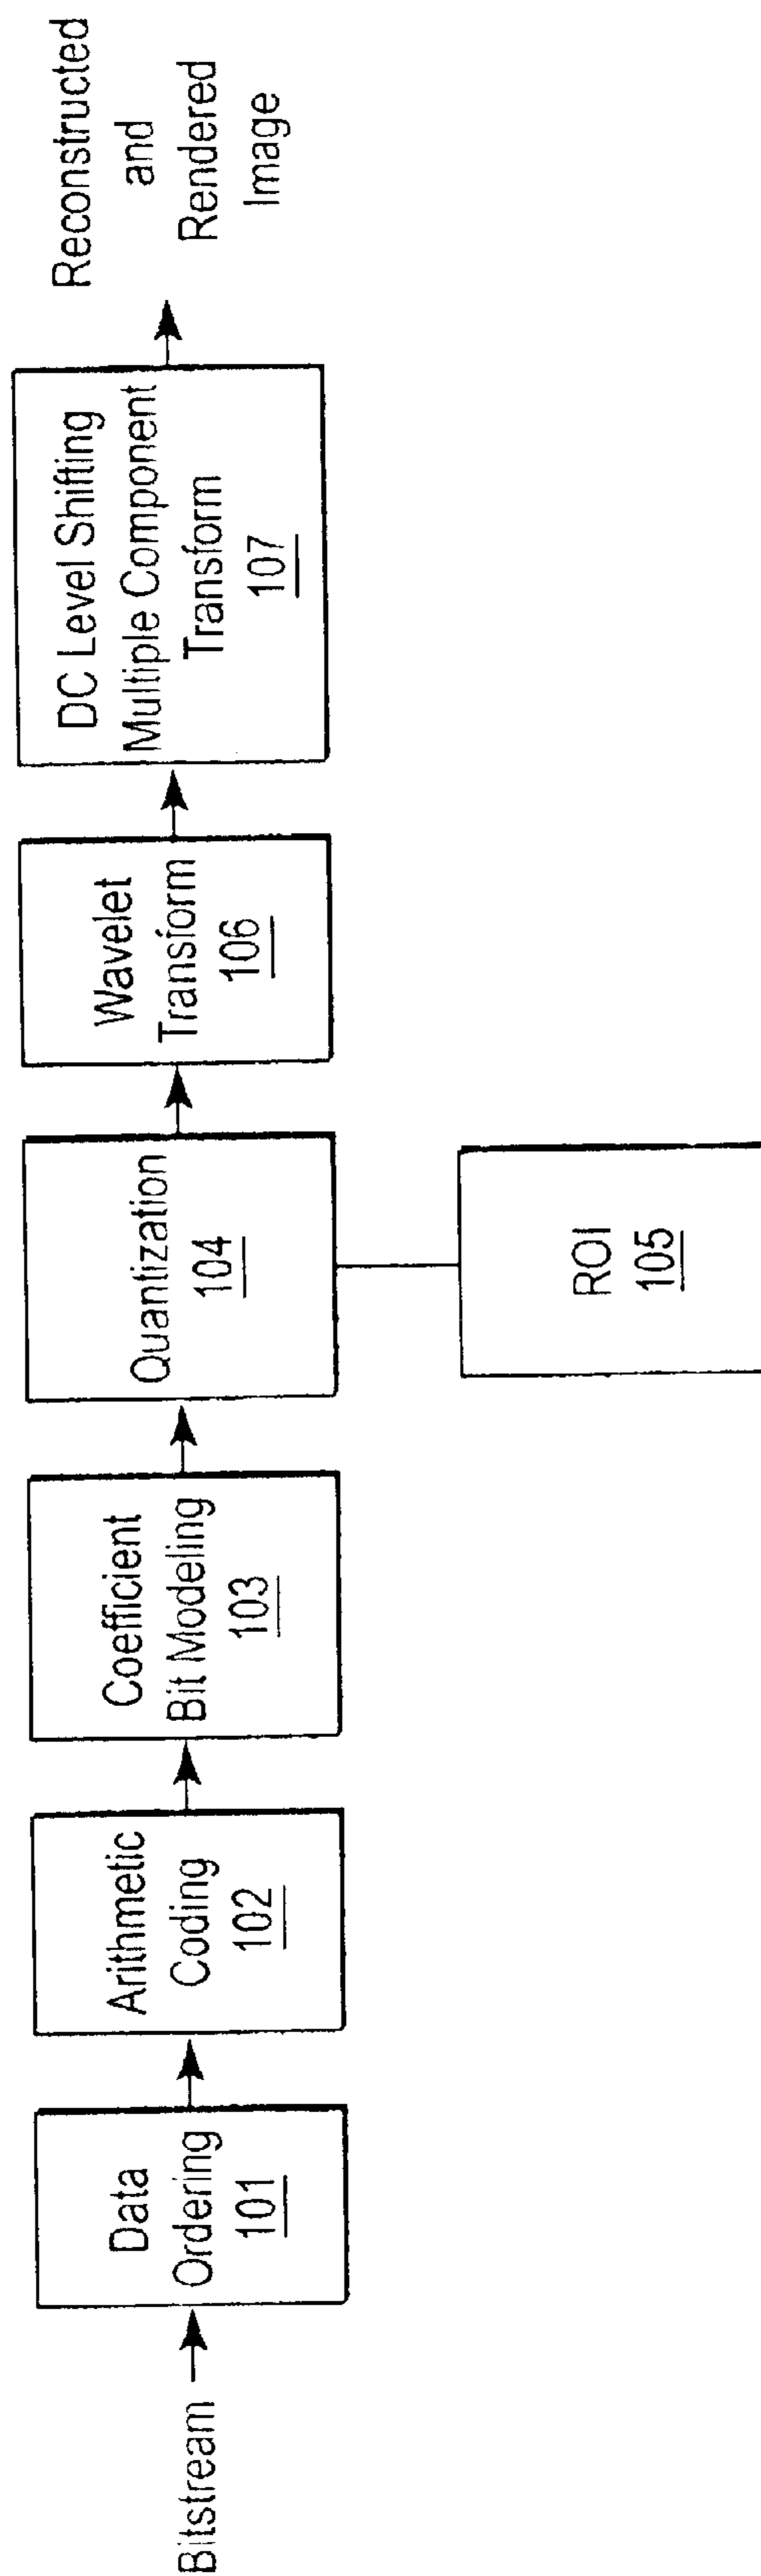 Bitstream
Data
Ordering
101
Arithmetic
Coding
102
Coefficient
Bit Modeling
103
Quantization
104
ROI
105
Wavelet
Transform
106
DC Level Shifting
Multiple Component
Transform
107
Reconstructed
and
Rendered
Image